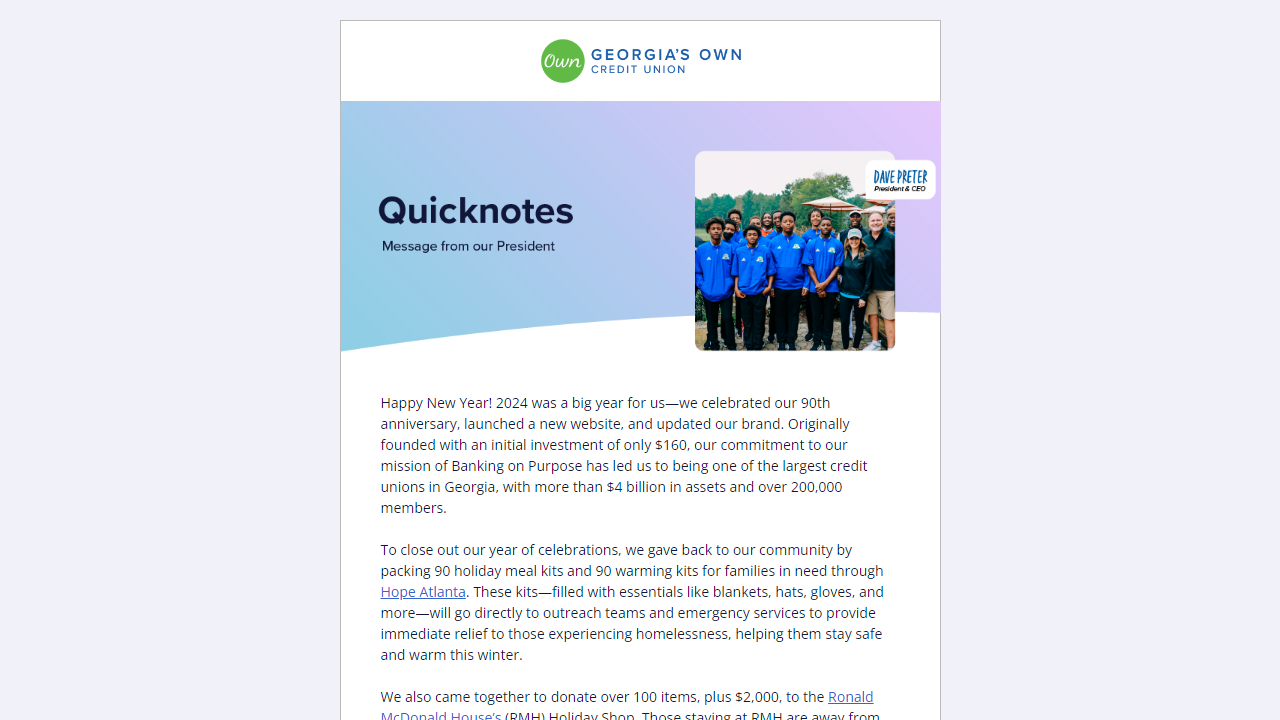 Own
GEORGIA'S OWN
CREDIT UNION
Quicknotes
Message from our President
DAVE PRETER
President & CEO
Happy New Year! 2024 was a big year for us—we celebrated our 90th
anniversary, launched a new website, and updated our brand. Originally
founded with an initial investment of only $160, our commitment to our
mission of Banking on Purpose has led us to being one of the largest credit
unions in Georgia, with more than $4 billion in assets and over 200,000
members.
To close out our year of celebrations, we gave back to our community by
packing 90 holiday meal kits and 90 warming kits for families in need through
Hope Atlanta. These kits—filled with essentials like blankets, hats, gloves, and
more—will go directly to outreach teams and emergency services to provide
immediate relief to those experiencing homelessness, helping them stay safe
and warm this winter.
We also came together to donate over 100 items, plus $2,000, to the Ronald
McDonald House's (RMH) Holiday Shop. Those staying at RMH are away from